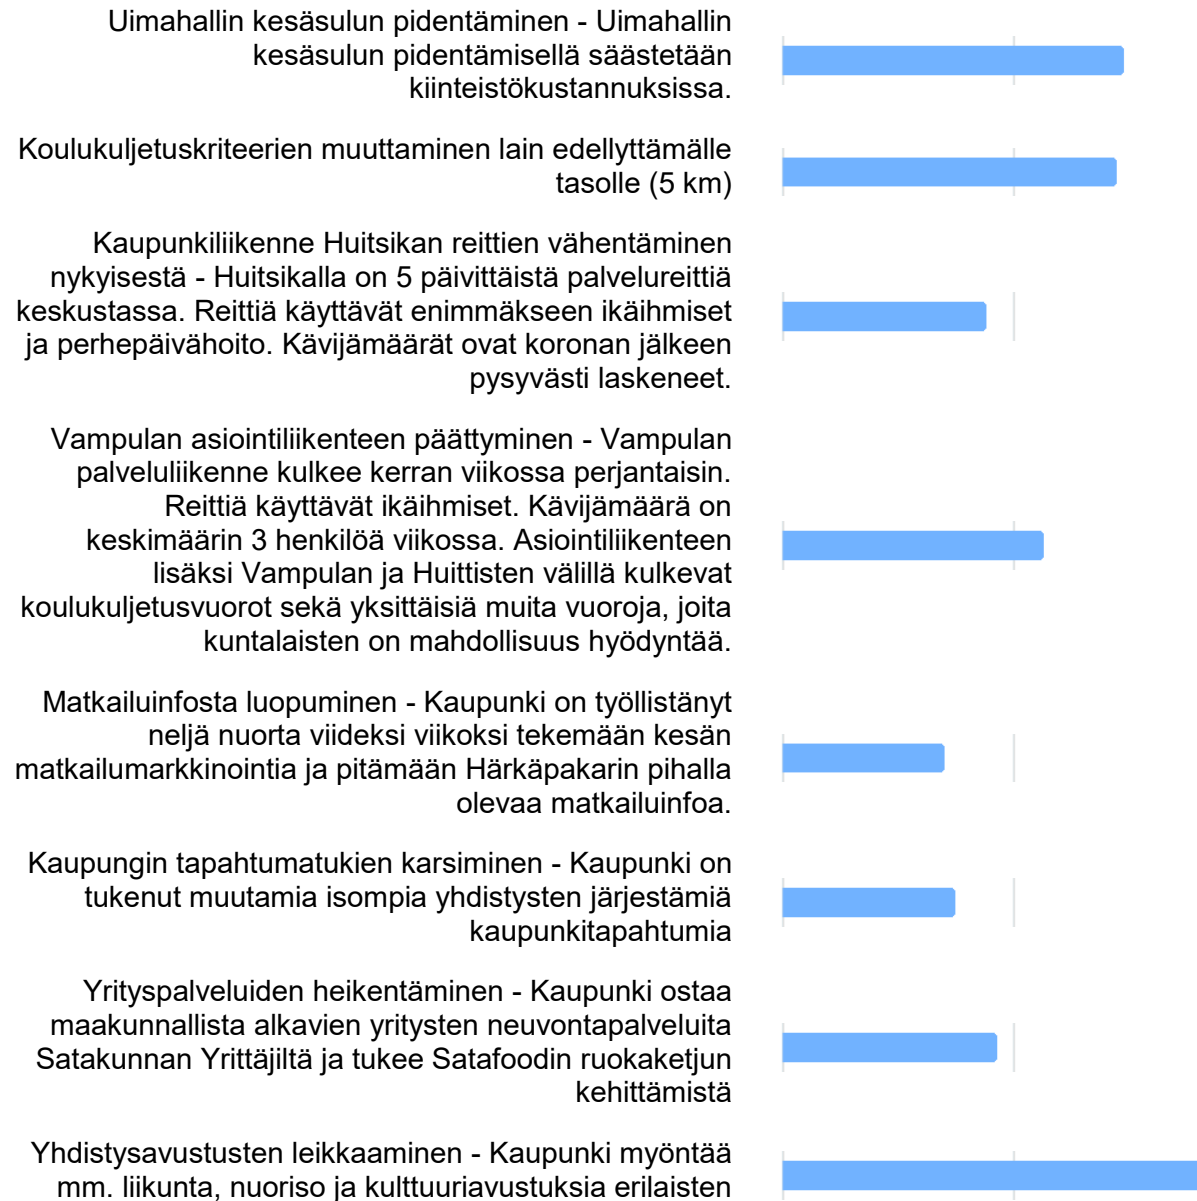 Uimahallin kesäsulun pidentäminen - Uimahallin
kesäsulun pidentämisellä säästetään
kiinteistökustannuksissa.
Koulukuljetuskriteerien muuttaminen lain edellyttämälle
tasolle (5 km)
Kaupunkiliikenne Huitsikan reittien vähentäminen
nykyisestä - Huitsikalla on 5 päivittäistä palvelureittiä
keskustassa. Reittiä käyttävät enimmäkseen ikäihmiset
ja perhepäivähoito. Kävijämäärät ovat koronan jälkeen
pysyvästi laskeneet.
Vampulan asiointiliikenteen päättyminen - Vampulan
palveluliikenne kulkee kerran viikossa perjantaisin.
Reittiä käyttävät ikäihmiset. Kävijämäärä on
keskimäärin 3 henkilöä viikossa. Asiointiliikenteen
lisäksi Vampulan ja Huittisten välillä kulkevat
koulukuljetusvuorot sekä yksittäisiä muita vuoroja, joita
kuntalaisten on mahdollisuus hyödyntää.
Matkailuinfosta luopuminen - Kaupunki on työllistänyt
neljä nuorta viideksi viikoksi tekemään kesän
matkailumarkkinointia ja pitämään Härkäpakarin pihalla
olevaa matkailuinfoa.
Kaupungin tapahtumatukien karsiminen - Kaupunki on
tukenut muutamia isompia yhdistysten järjestämiä
kaupunkitapahtumia
Yrityspalveluiden heikentäminen - Kaupunki ostaa
maakunnallista alkavien yritysten neuvontapalveluita
Satakunnan Yrittäjiltä ja tukee Satafoodin ruokaketjun
kehittämistä
Yhdistysavustusten leikkaaminen - Kaupunki myöntää
mm. liikunta, nuoriso ja kulttuuriavustuksia erilaisten